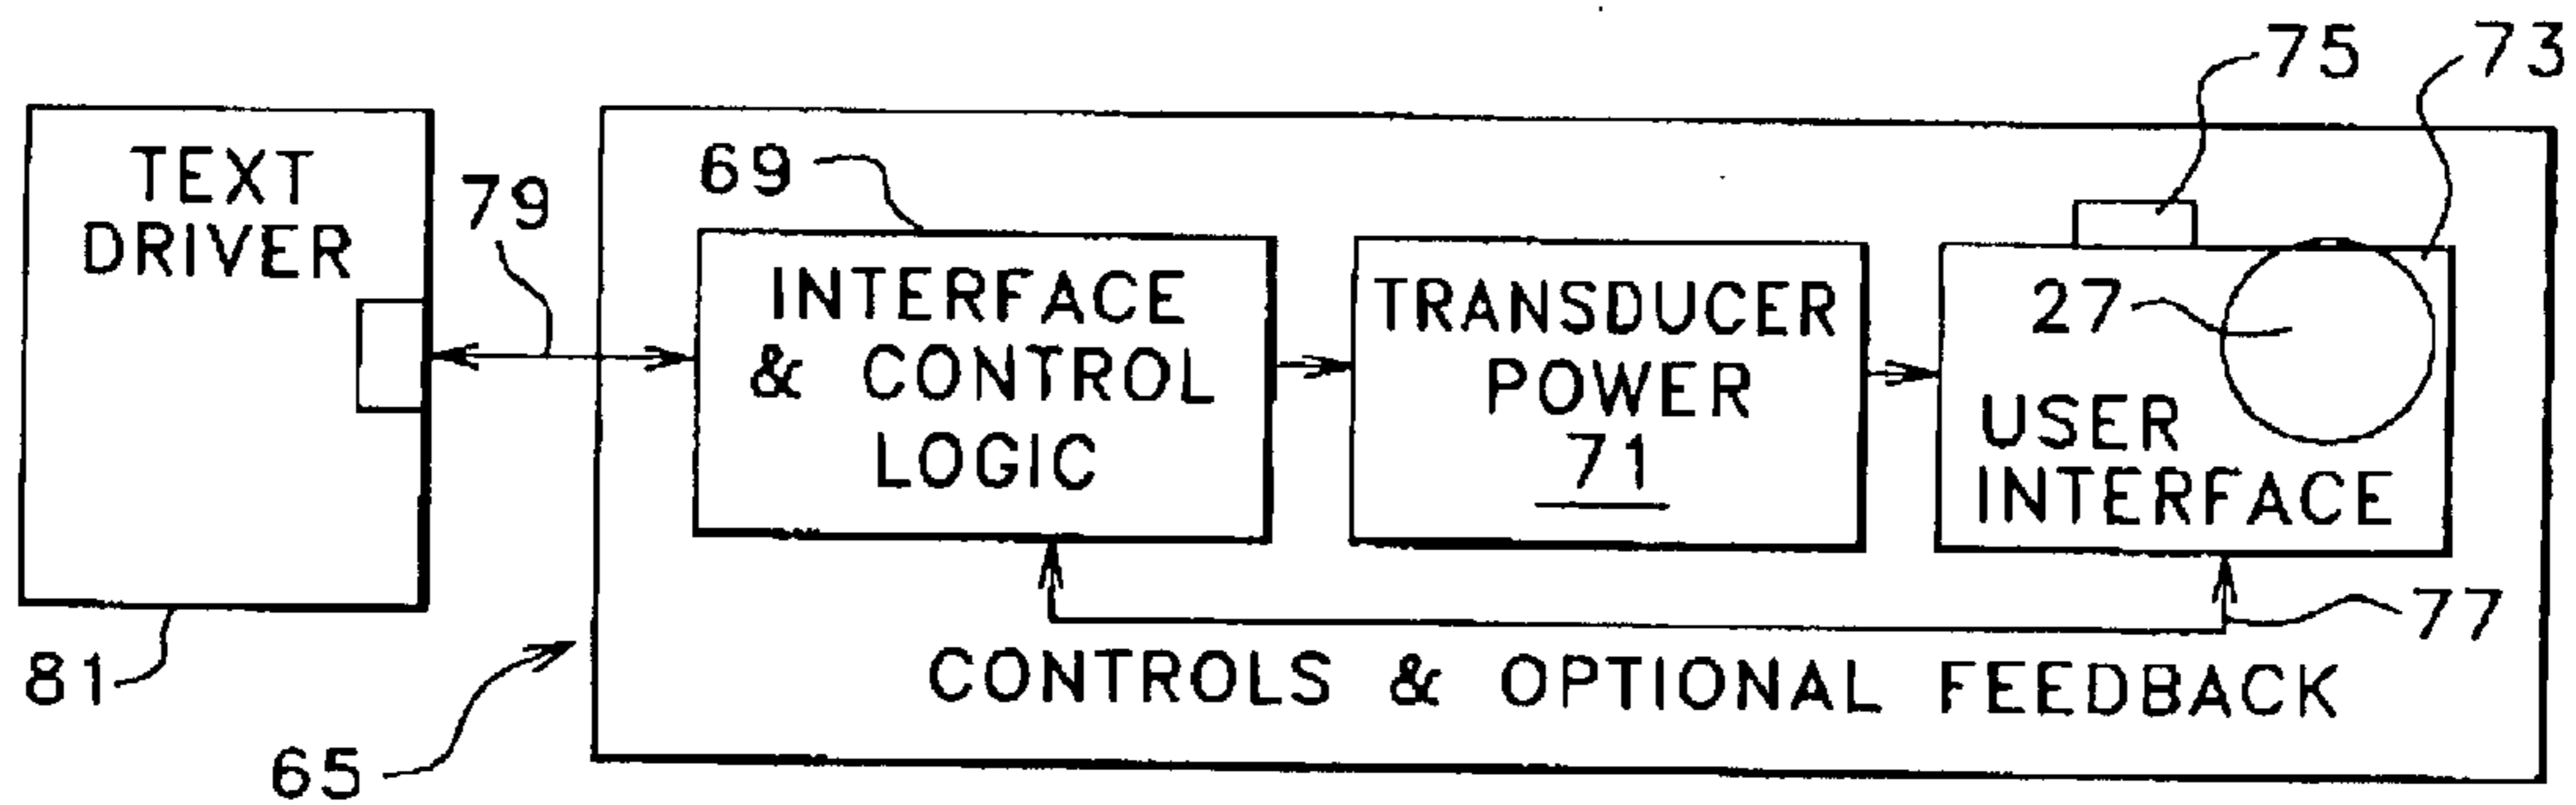 75
73
TEXT
DRIVER
79
69
INTERFACE
& CONTROL
LOGIC
TRANSDUCER
POWER
71
27
USER
INTERFACE
77
CONTROLS & OPTIONAL FEEDBACK
81
65